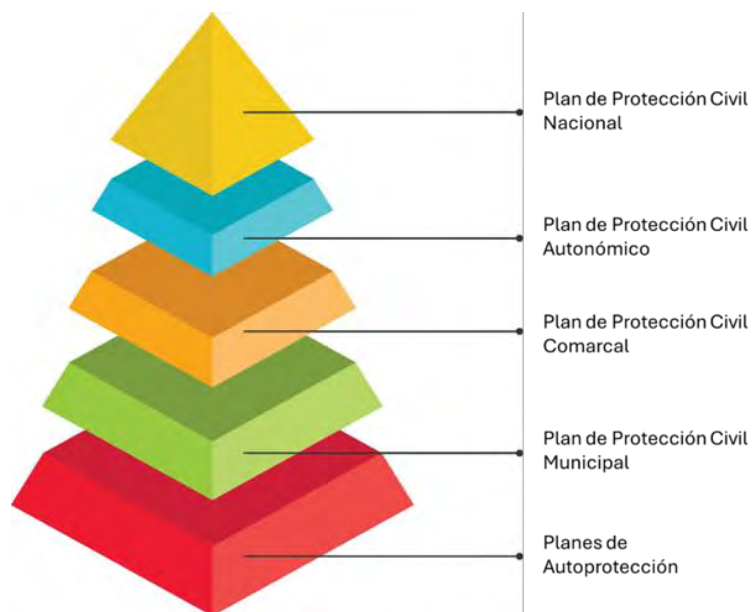 Plan de Protección Civil
Nacional
Plan de Protección Civil
Autonómico
Plan de Protección Civil
Comarcal
Plan de Protección Civil
Municipal
Planes de
Autoprotección